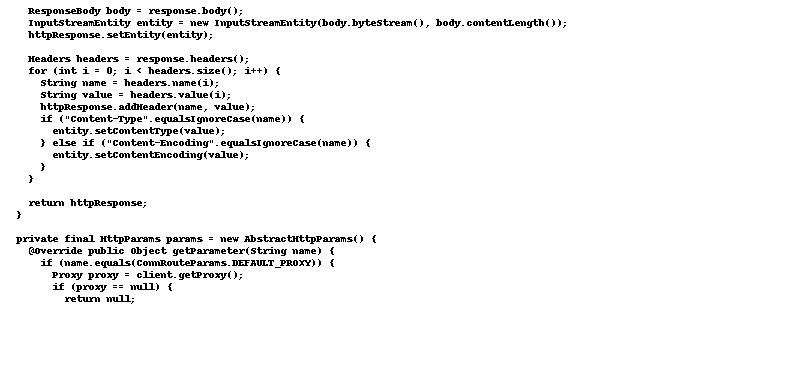 ResponseBody body = response.body();
InputStreamEntity entity = new InputStreamEntity(body.byteStream(), body.contentLength());
httpResponse.setEntity(entity);

Headers headers = response.headers();
for (int i = 0; i < headers.size(); i++) {
String name = headers.name(i);
String value = headers.value(i);
httpResponse.addHeader(name, value);
if ("Content-Type".equalsIgnoreCase(name)) {
entity.setContentType(value);
} else if ("Content-Encoding".equalsIgnoreCase(name)) {
entity.setContentEncoding(value);
}
}

return httpResponse;
}

private final HttpParams params = new AbstractHttpParams() {
@Override public Object getParameter(String name) {
if (name.equals(ConnRouteParams.DEFAULT_PROXY)) {
Proxy proxy = client.getProxy();
if (proxy == null) {
return null;